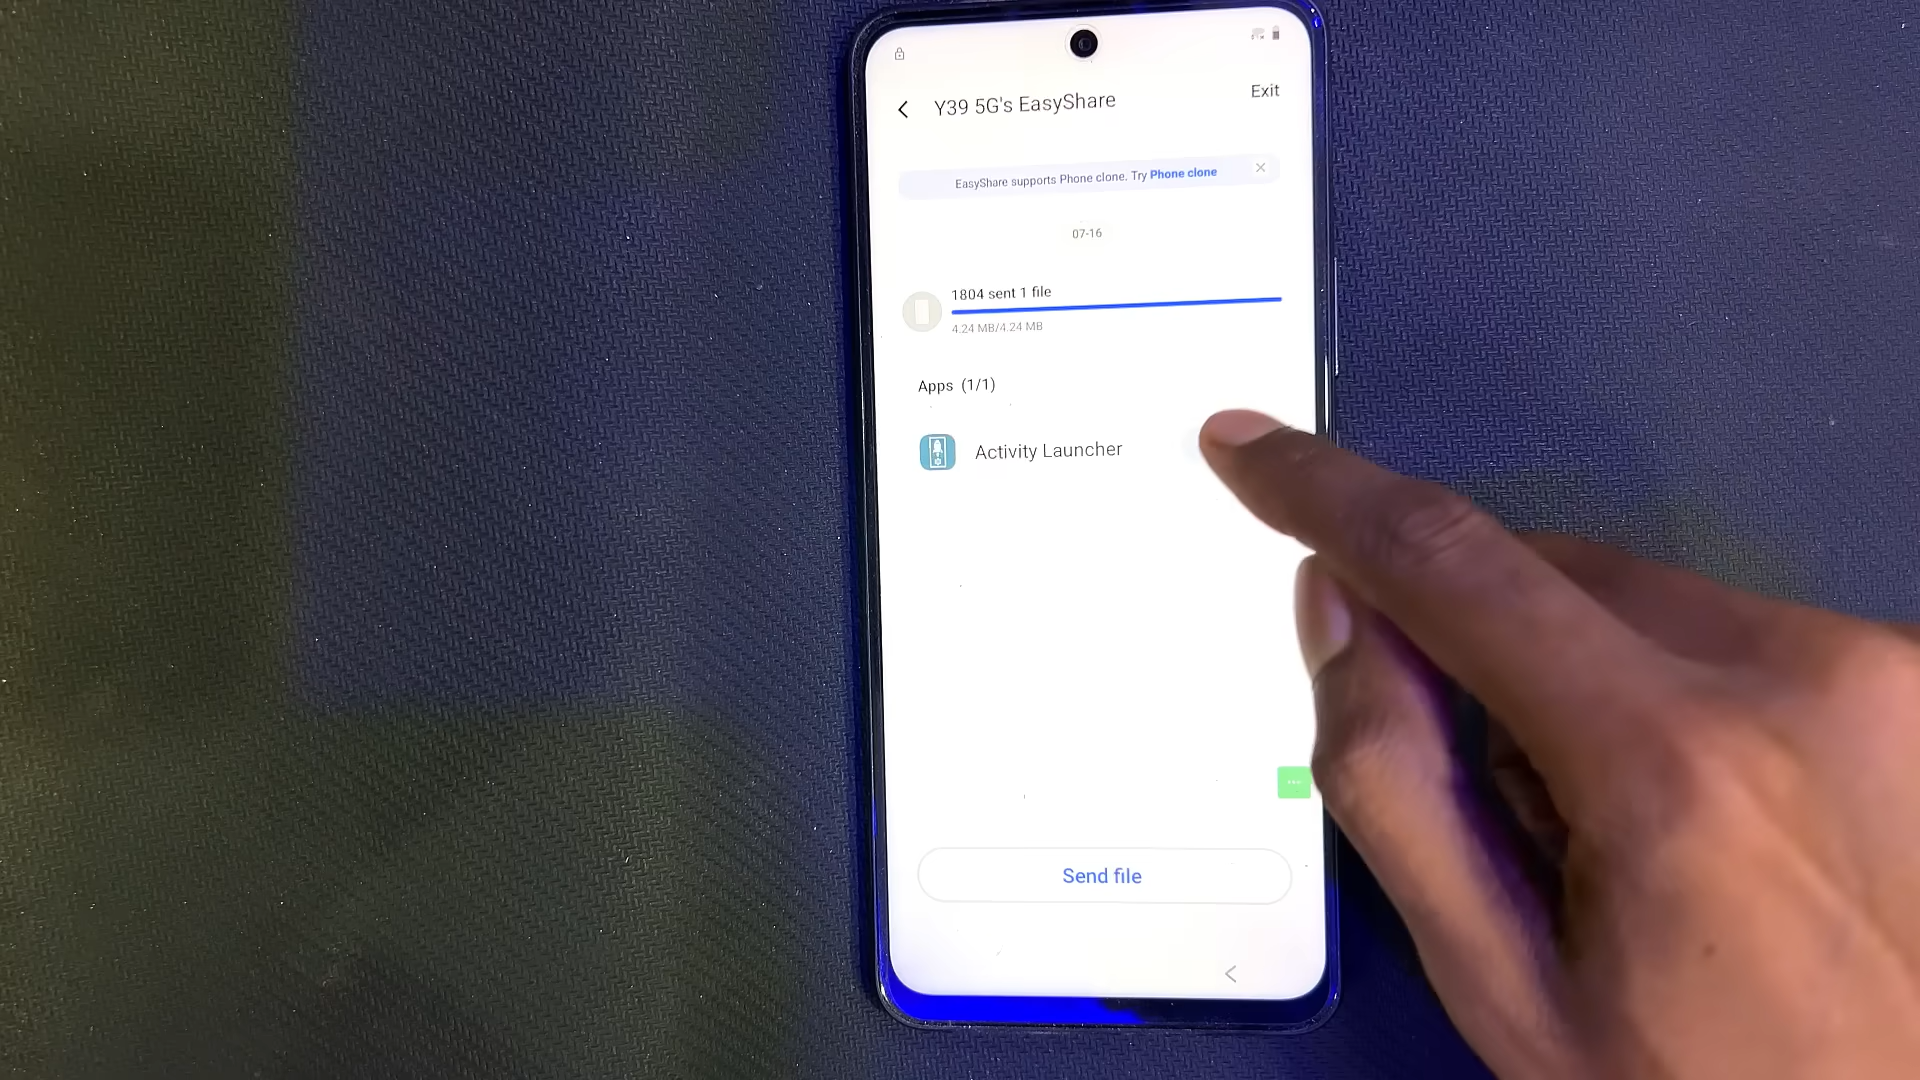 Y39 5G's EasyShare
Exit
EasyShare supports Phone clone. Try Phone clone
07-16
1804 sent 1 file
4.24 MB/4.24 MB
Apps (1/1)
Activity Launcher
Send file